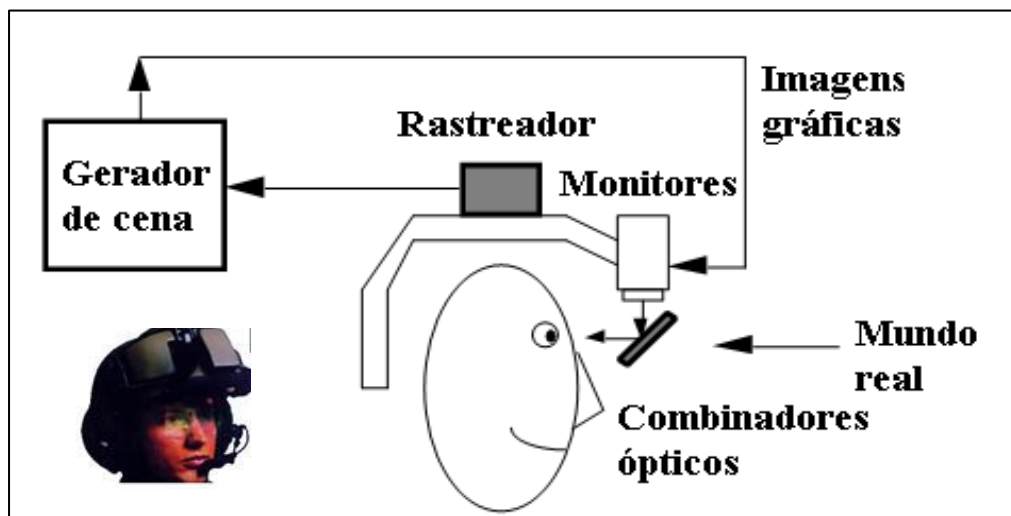 Imagens
gráficas
Rastreador
Gerador
de cena
Monitores
Mundo
real
Combinadores
ópticos